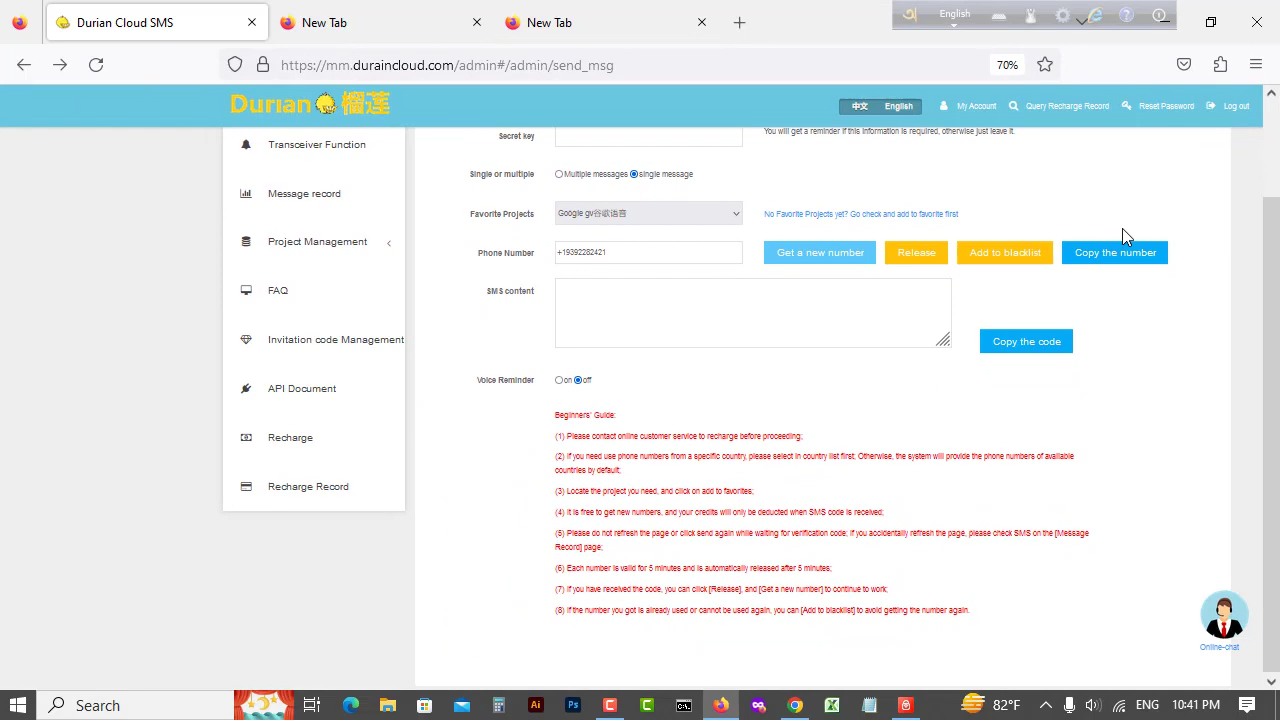 Durian Cloud SMS
New Tab
New Tab
English
https://mm.duraincloud.com/admin#/admin/send_msg
70%
Durian 榴莲
中文 English
My Account
Query Recharge Record
Reset Password
Log out
Transceiver Function
Message record
Project Management
FAQ
Invitation code Management
API Document
Recharge
Recharge Record
Secret key
You will get a reminder if this information is required, otherwise just leave it.
Single or multiple
Multiple messages single message
Favorite Projects
Google gv谷歌语音
No Favorite Projects yet? Go check and add to favorite first
Phone Number
+19392282421
Get a new number
Release
Add to blacklist
Copy the number
SMS content
Copy the code
Voice Reminder
on off
Beginners' Guide:
(1) Please contact online customer service to recharge before proceeding;
(2) If you need use phone numbers from a specific country, please select in country list first; Otherwise, the system will provide the phone numbers of available
countries by default.
(3) Locate the project you need, and click on add to favorites;
(4) It is free to get new numbers, and your credits will only be deducted when SMS code is received;
(5) Please do not refresh the page or click send again while waiting for verification code; if you accidentally refresh the page, please check SMS on the [Message
Record] page;
(6) Each number is valid for 5 minutes and is automatically released after 5 minutes;
(7) If you have received the code, you can click [Release], and [Get a new number] to continue to work;
(8) If the number you got is already used or cannot be used again, you can [Add to blacklist] to avoid getting the number again.
Online-chat
Search
Ai
Ps
82°F
10:41 PM